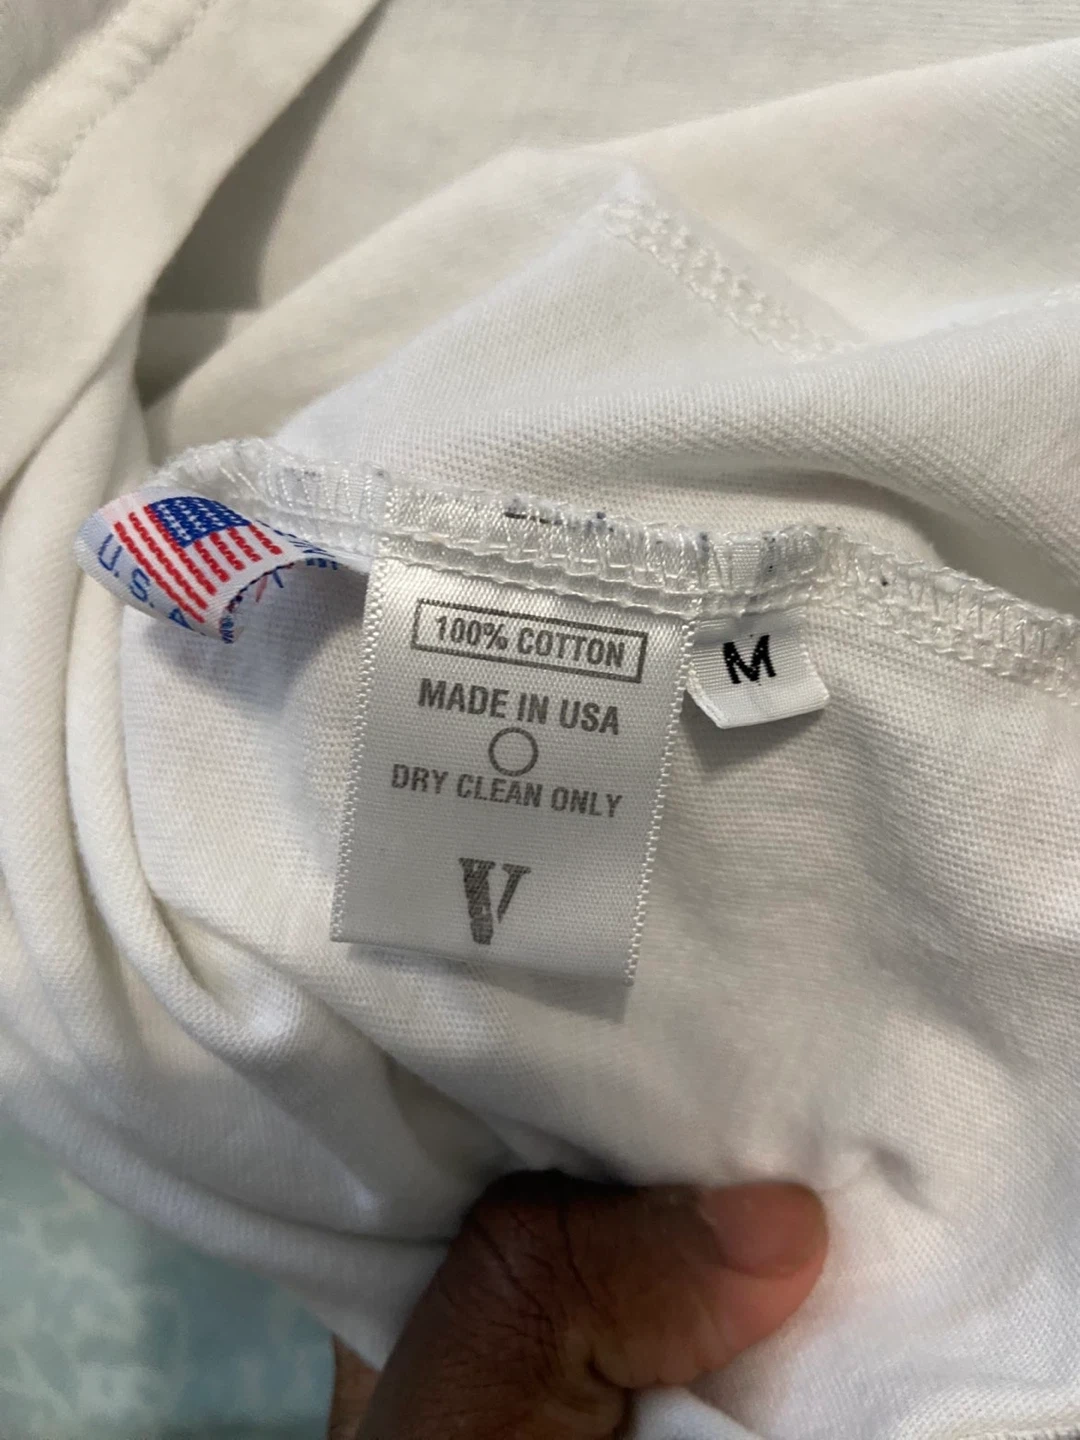 U.S.A
100% COTTON
M
MADE IN USA
DRY CLEAN ONLY
V